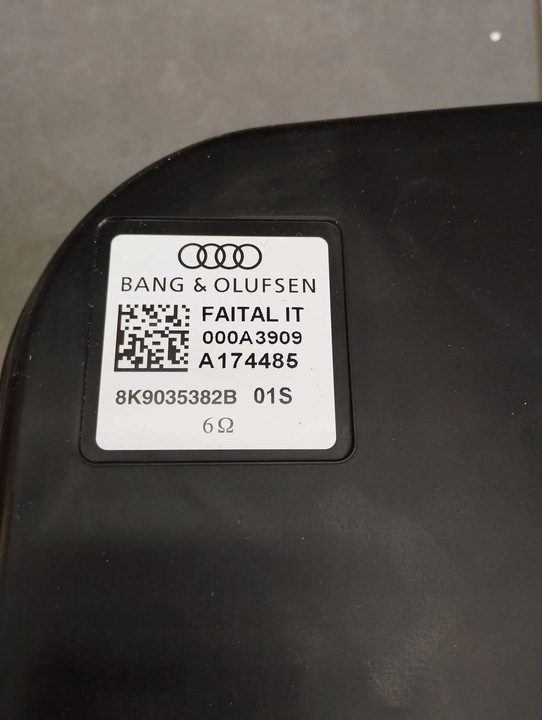 BANG & OLUFSEN
FAITAL IT
000A3909
A174485
8K9035382B 01S
6Ω